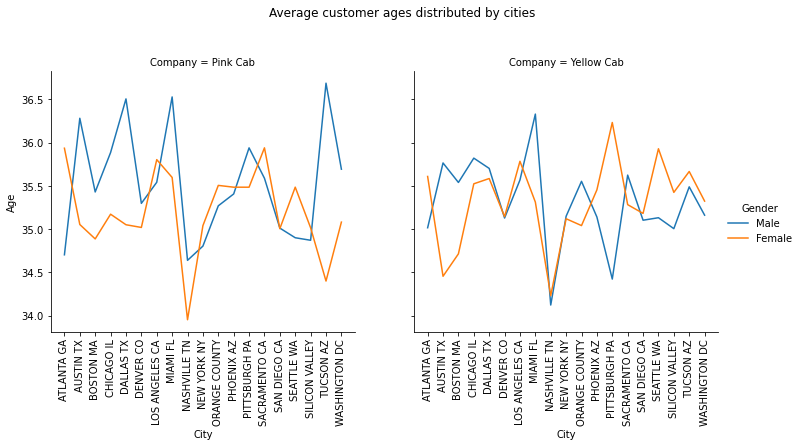 Average customer ages distributed by cities
Company = Pink Cab
Company = Yellow Cab
Age
36.5
36.0
35.5
35.0
34.5
34.0
ATLANTA GA
AUSTIN TX
BOSTON MA
CHICAGO IL
DALLAS TX
DENVER CO
LOS ANGELES CA
MIAMI FL
NASHVILLE TN
NEW YORK NY
ORANGE COUNTY
PHOENIX AZ
PITTSBURGH PA
SACRAMENTO CA
SAN DIEGO CA
SEATTLE WA
SILICON VALLEY
TUCSON AZ
WASHINGTON DC
City
ATLANTA GA
AUSTIN TX
BOSTON MA
CHICAGO IL
DALLAS TX
DENVER CO
LOS ANGELES CA
MIAMI FL
NASHVILLE TN
NEW YORK NY
ORANGE COUNTY
PHOENIX AZ
PITTSBURGH PA
SACRAMENTO CA
SAN DIEGO CA
SEATTLE WA
SILICON VALLEY
TUCSON AZ
WASHINGTON DC
City
Gender
Male
Female